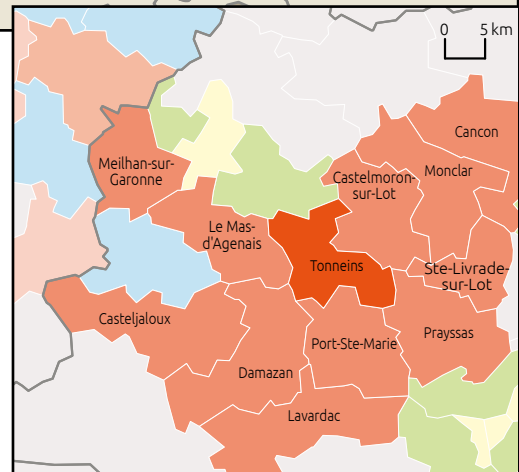 0 5 km
Cancon
Monclar
Meilhan-sur-
Garonne
Castelmoron-
sur-Lot
Le Mas-
d'Agenais
Tonneins
Ste-Livrade-
sur-Lot
Casteljaloux
Port-Ste-Marie
Prayssas
Damazan
Lavardac